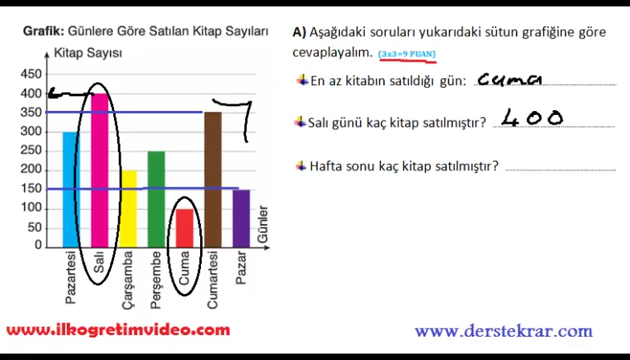 Grafik: Günlere Göre Satılan Kitap Sayıları
Kitap Sayısı
450
400
350
300
250
200
150
100
50
0
Pazartesi
Salı
Çarşamba
Perşembe
Cuma
Cumartesi
Pazar
Günler
A) Aşağıdaki soruları yukarıdaki sütun grafiğine göre
cevaplayalım. (3x3=9 PUAN)
En az kitabın satıldığı gün: Cuma
Salı günü kaç kitap satılmıştır? 400
Hafta sonu kaç kitap satılmıştır?
www.ilkogretimvideo.com
www.derstekrar.com